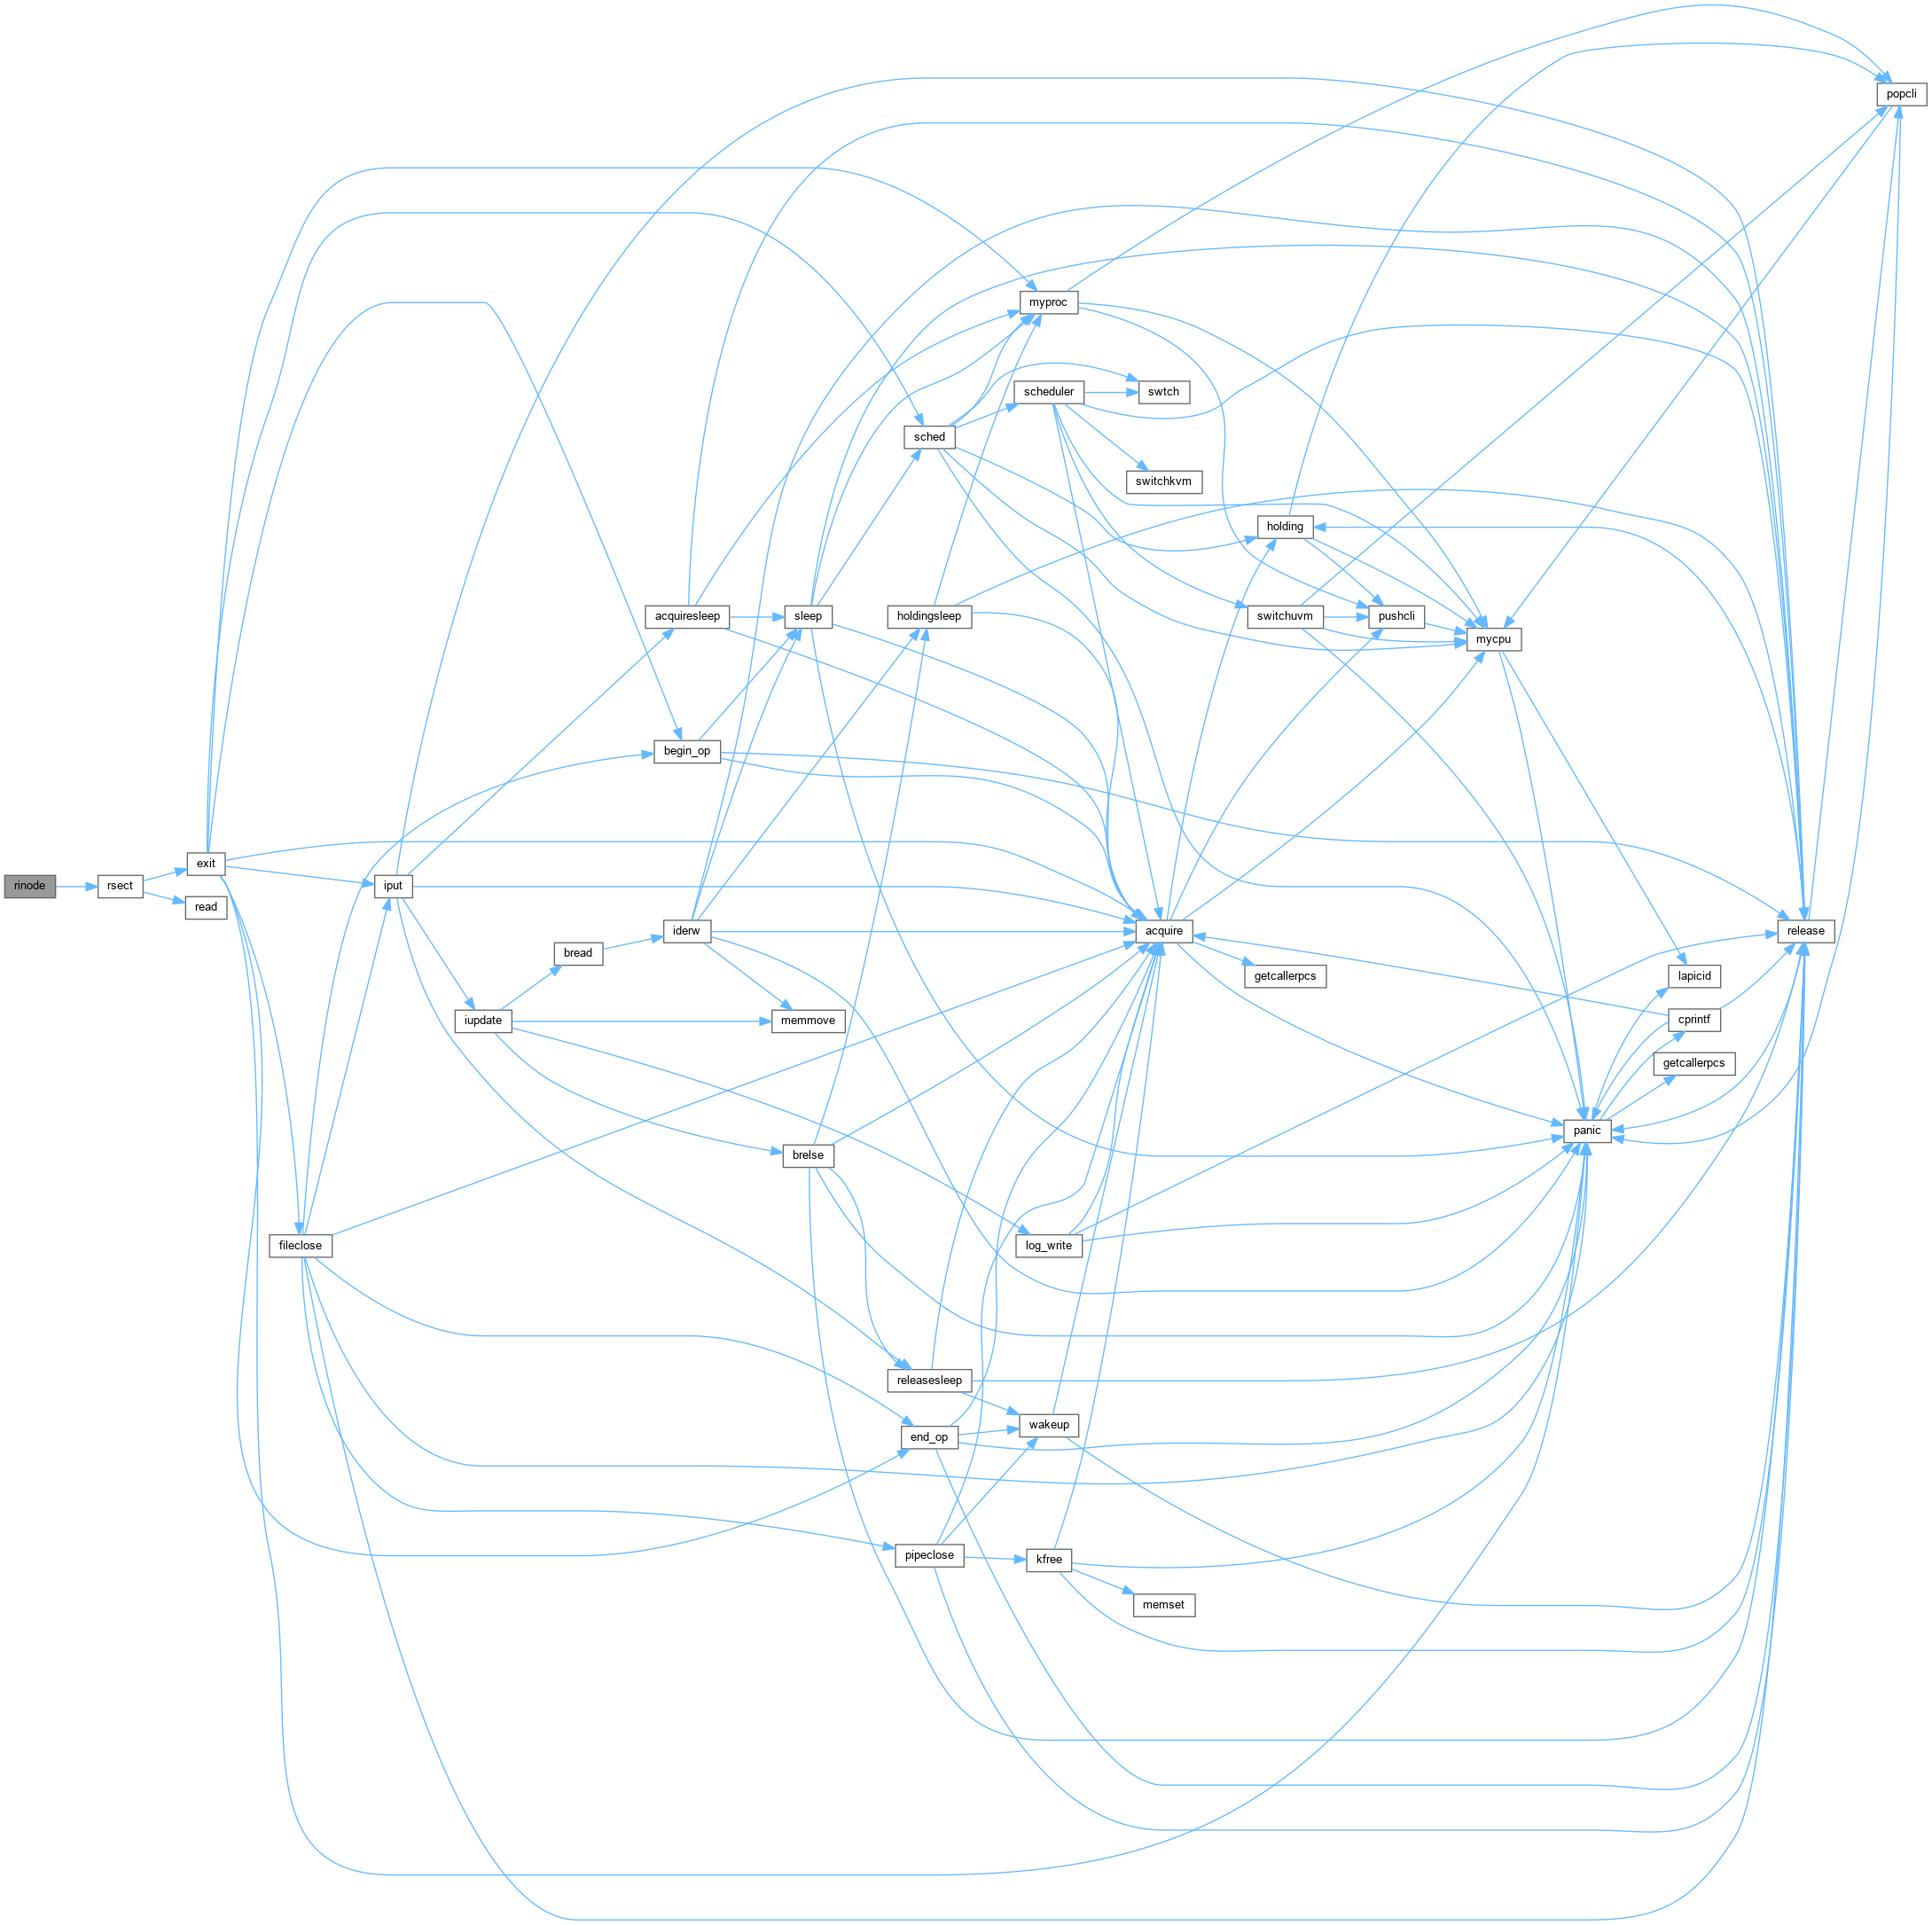 popcli
myproc
scheduler
swtch
sched
switchkvm
holding
acquiresleep
sleep
holdingsleep
switchuvm
pushcli
mycpu
begin_op
exit
rinode
rsect
iput
read
iderw
acquire
release
bread
getcallerpcs
lapicid
iupdate
memmove
cprintf
getcallerpcs
panic
brelse
fileclose
log_write
releasesleep
wakeup
end_op
pipeclose
kfree
memset